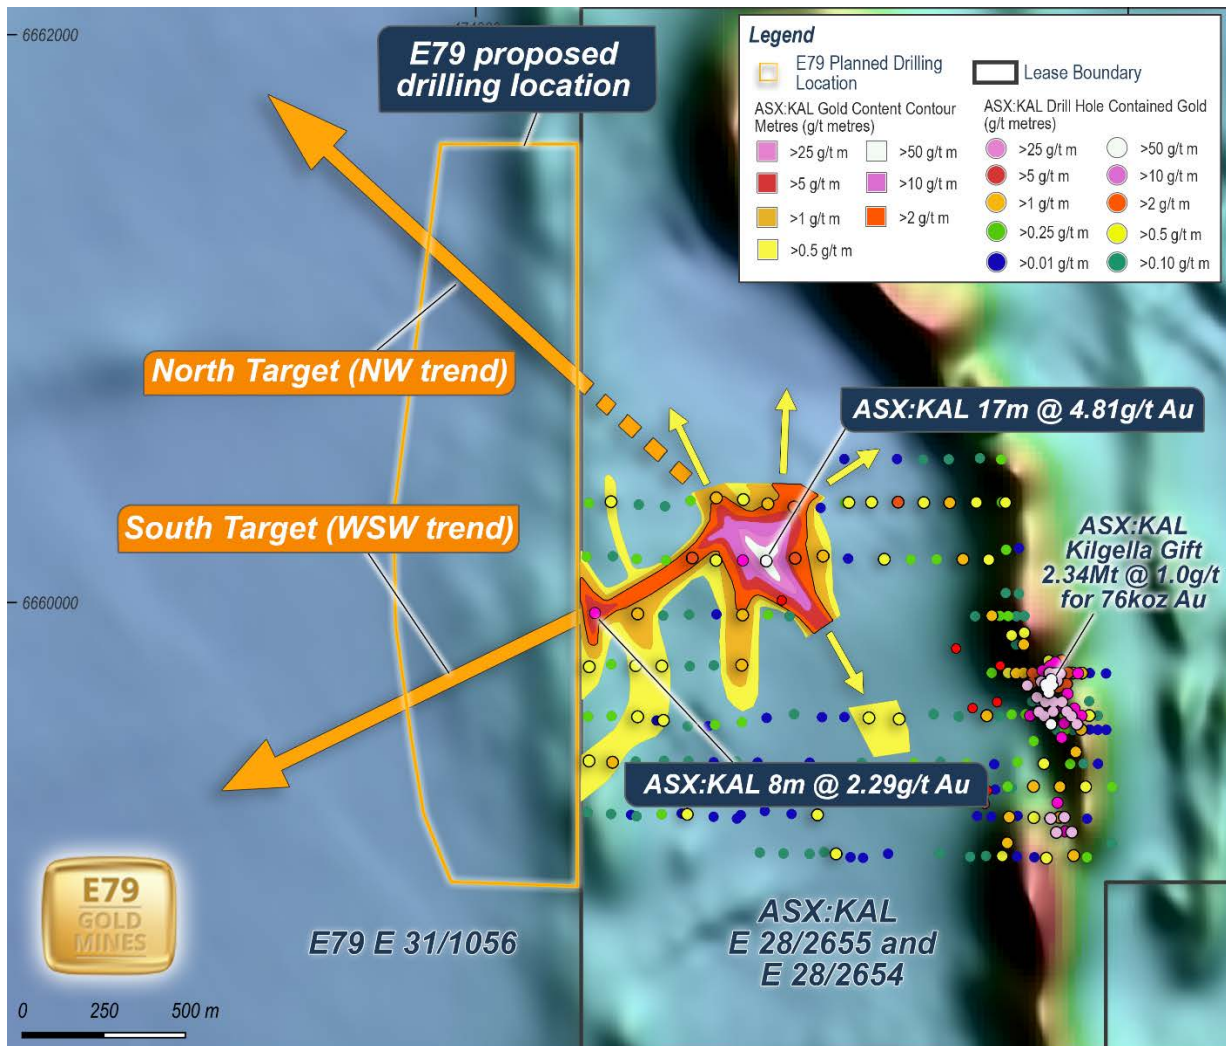 6662000
E79 proposed
drilling location
Legend
E79 Planned Drilling
Location
Lease Boundary
ASX:KAL Gold Content Contour
Metres (g/t metres)
>25 g/t m
>50 g/t m
>5 g/t m
>10 g/t m
>1 g/t m
>2 g/t m
>0.5 g/t m
ASX:KAL Drill Hole Contained Gold
(g/t metres)
>25 g/t m
>50 g/t m
>5 g/t m
>10 g/t m
>1 g/t m
>2 g/t m
>0.25 g/t m
>0.5 g/t m
>0.01 g/t m
>0.10 g/t m
North Target (NW trend)
ASX:KAL 17m @ 4.81g/t Au
South Target (WSW trend)
ASX:KAL
Kilgella Gift
2.34Mt @ 1.0g/t
for 76koz Au
6660000
ASX:KAL 8m @ 2.29g/t Au
E79
GOLD
MINES
E79 E 31/1056
ASX:KAL
E 28/2655 and
E 28/2654
0 250 500 m